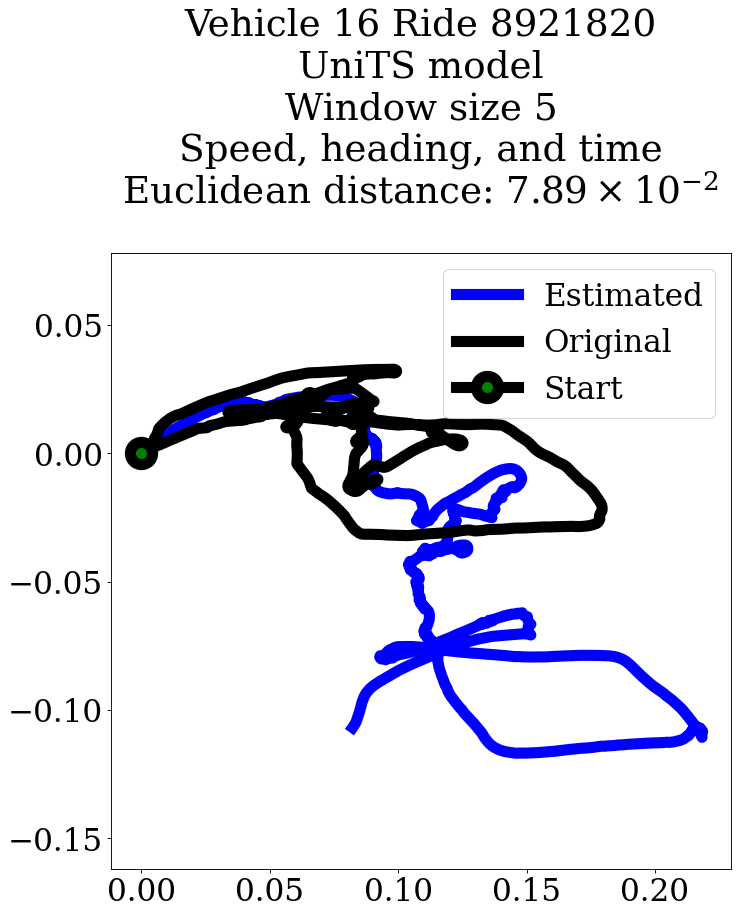 Vehicle 16 Ride 8921820
UniTS model
Window size 5
Speed, heading, and time
Euclidean distance: 7.89 × 10⁻²
Estimated
Original
Start
0.05
0.00
−0.05
−0.10
−0.15
0.00 0.05 0.10 0.15 0.20